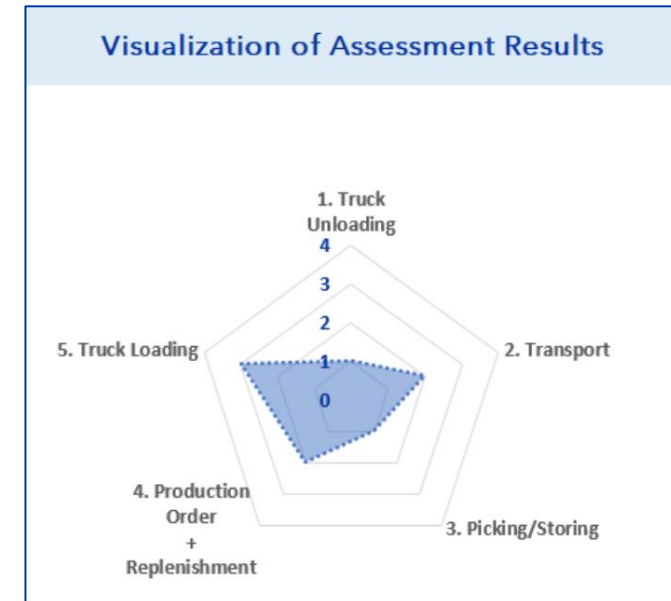 Visualization of Assessment Results
1. Truck
Unloading
4
3
2
1
0
5. Truck Loading
2. Transport
4. Production
Order
+
Replenishment
3. Picking/Storing